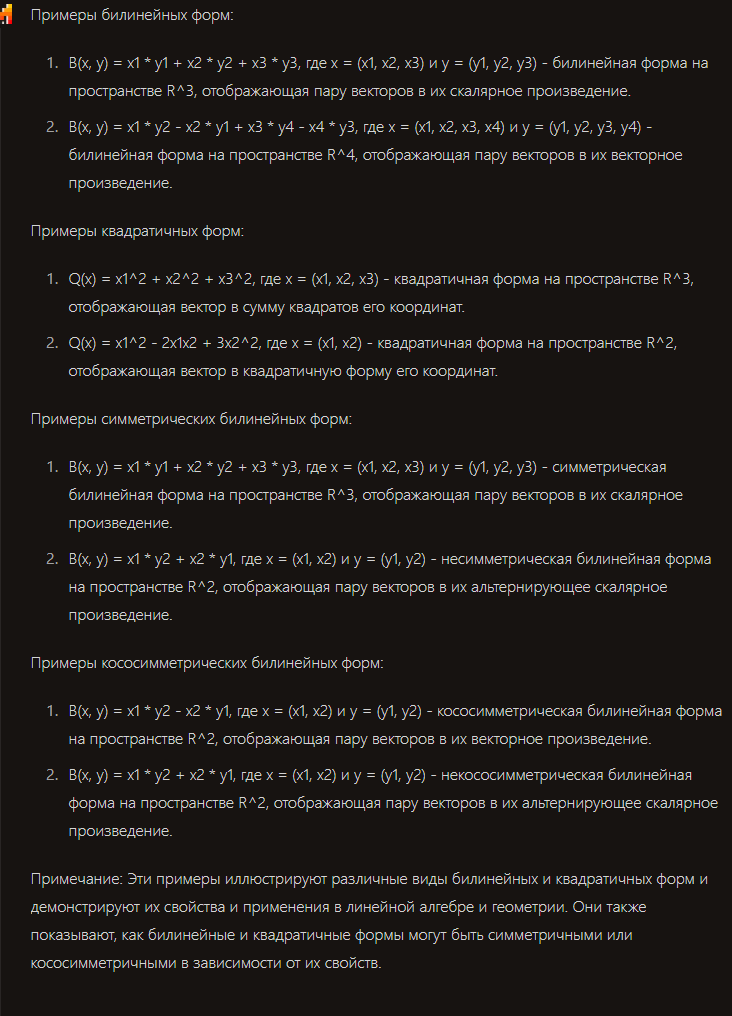 Примеры билинейных форм:
1. B(x, y) = x1 * y1 + x2 * y2 + x3 * y3, где x = (x1, x2, x3) и y = (y1, y2, y3) - билинейная форма на
пространстве R^3, отображающая пару векторов в их скалярное произведение.
2. B(x, y) = x1 * y2 - x2 * y1 + x3 * y4 - x4 * y3, где x = (x1, x2, x3, x4) и y = (y1, y2, y3, y4) -
билинейная форма на пространстве R^4, отображающая пару векторов в их векторное
произведение.
Примеры квадратичных форм:
1. Q(x) = x1^2 + x2^2 + x3^2, где x = (x1, x2, x3) - квадратичная форма на пространстве R^3,
отображающая вектор в сумму квадратов его координат.
2. Q(x) = x1^2 - 2x1x2 + 3x2^2, где x = (x1, x2) - квадратичная форма на пространстве R^2,
отображающая вектор в квадратичную форму его координат.
Примеры симметрических билинейных форм:
1. B(x, y) = x1 * y1 + x2 * y2 + x3 * y3, где x = (x1, x2, x3) и y = (y1, y2, y3) - симметрическая
билинейная форма на пространстве R^3, отображающая пару векторов в их скалярное
произведение.
2. B(x, y) = x1 * y2 + x2 * y1, где x = (x1, x2) и y = (y1, y2) - несимметрическая билинейная форма
на пространстве R^2, отображающая пару векторов в их альтернирующее скалярное
произведение.
Примеры кососимметрических билинейных форм:
1. B(x, y) = x1 * y2 - x2 * y1, где x = (x1, x2) и y = (y1, y2) - кососимметрическая билинейная форма
на пространстве R^2, отображающая пару векторов в их векторное произведение.
2. B(x, y) = x1 * y2 + x2 * y1, где x = (x1, x2) и y = (y1, y2) - некососимметрическая билинейная
форма на пространстве R^2, отображающая пару векторов в их альтернирующее скалярное
произведение.
Примечание: Эти примеры иллюстрируют различные виды билинейных и квадратичных форм и
демонстрируют их свойства и применения в линейной алгебре и геометрии. Они также
показывают, как билинейные и квадратичные формы могут быть симметричными или
кососимметричными в зависимости от их свойств.